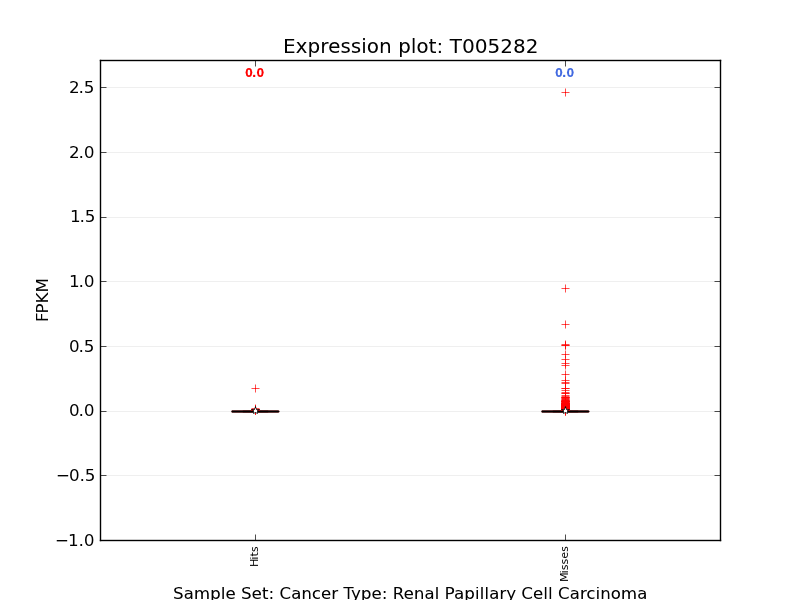 Expression plot: T005282
0.0
0.0
2.5
2.0
1.5
1.0
0.5
0.0
−0.5
−1.0
FPKM
Hits
Misses
Sample Set: Cancer Type: Renal Papillary Cell Carcinoma